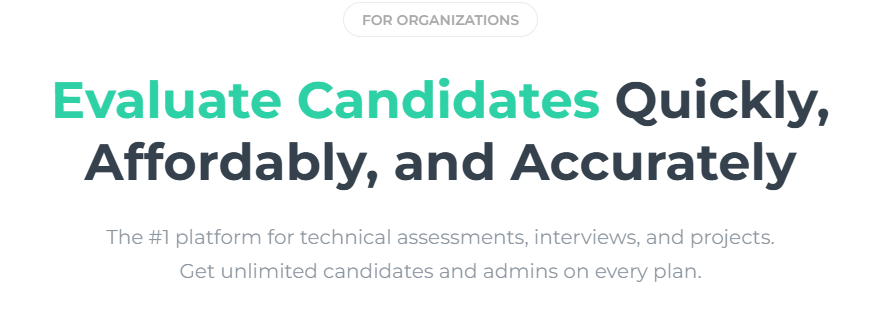 FOR ORGANIZATIONS
Evaluate Candidates Quickly,
Affordably, and Accurately
The #1 platform for technical assessments, interviews, and projects.
Get unlimited candidates and admins on every plan.